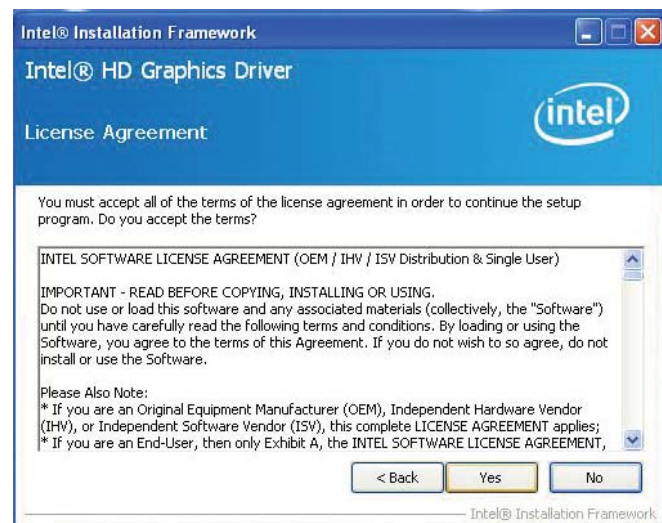 Intel® Installation Framework
Intel® HD Graphics Driver
License Agreement
intel
You must accept all of the terms of the license agreement in order to continue the setup
program. Do you accept the terms?
INTEL SOFTWARE LICENSE AGREEMENT (OEM / IHV / ISV Distribution & Single User)
IMPORTANT - READ BEFORE COPYING, INSTALLING OR USING.
Do not use or load this software and any associated materials (collectively, the "Software")
until you have carefully read the following terms and conditions. By loading or using the
Software, you agree to the terms of this Agreement. If you do not wish to so agree, do not
install or use the Software.
Please Also Note:
* If you are an Original Equipment Manufacturer (OEM), Independent Hardware Vendor
(IHV), or Independent Software Vendor (ISV), this complete LICENSE AGREEMENT applies;
* If you are an End-User, then only Exhibit A, the INTEL SOFTWARE LICENSE AGREEMENT,
< Back
Yes
No
Intel® Installation Framework